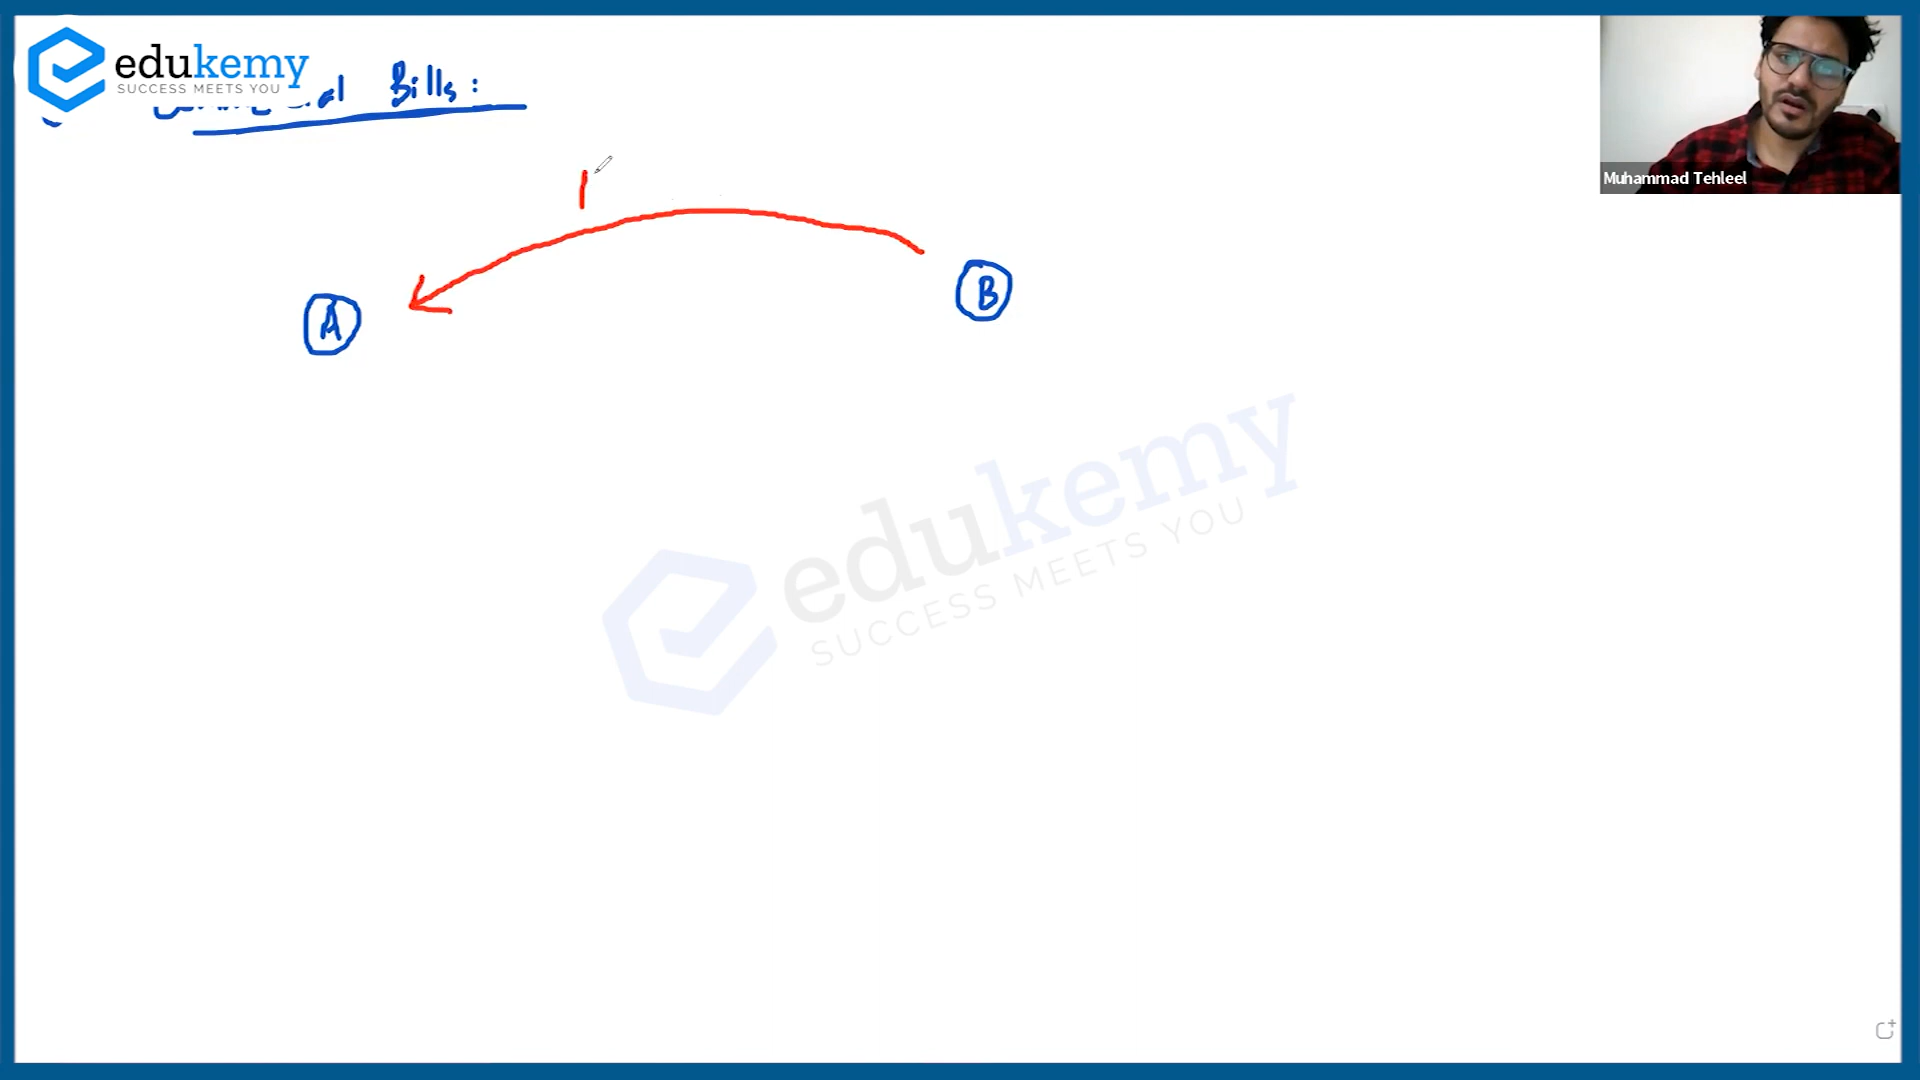 edukemy
SUCCESS MEETS YOU
Bills:
Muhammad Tehleel
A
B
edukemy
SUCCESS MEETS YOU